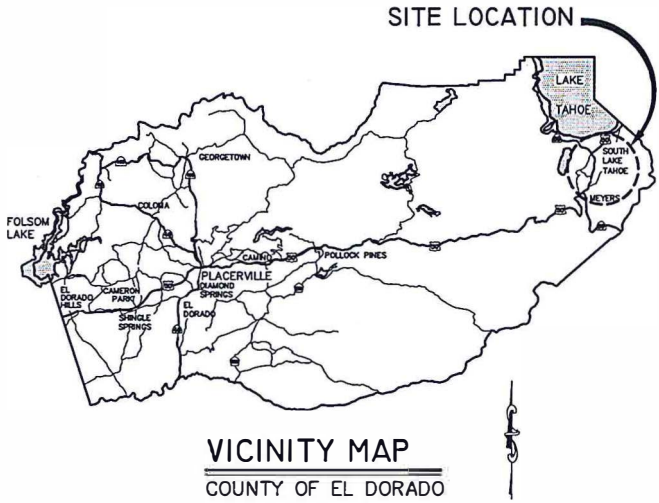 SITE LOCATION
LAKE
TAHOE
SOUTH
LAKE
TAHOE
MEYERS
GEORGETOWN
COLOMA
FOLSOM
LAKE
CAMINO
POLLOCK PINES
PLACERVILLE
DIAMOND
SPRINGS
EL
DORADO
HILLS
CAMERON
PARK
SHINGLE
SPRINGS
EL
DORADO
VICINITY MAP
COUNTY OF EL DORADO